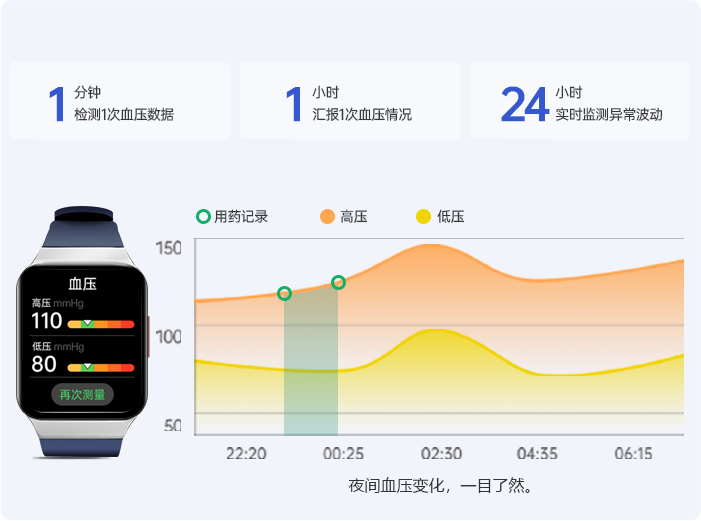 1 分钟
检测1次血压数据
1 小时
汇报1次血压情况
24 小时
实时监测异常波动
用药记录 高压 低压
150
100
50
22:20 00:25 02:30 04:35 06:15
血压
高压 mmHg
110
低压 mmHg
80
再次测量
夜间血压变化，一目了然。